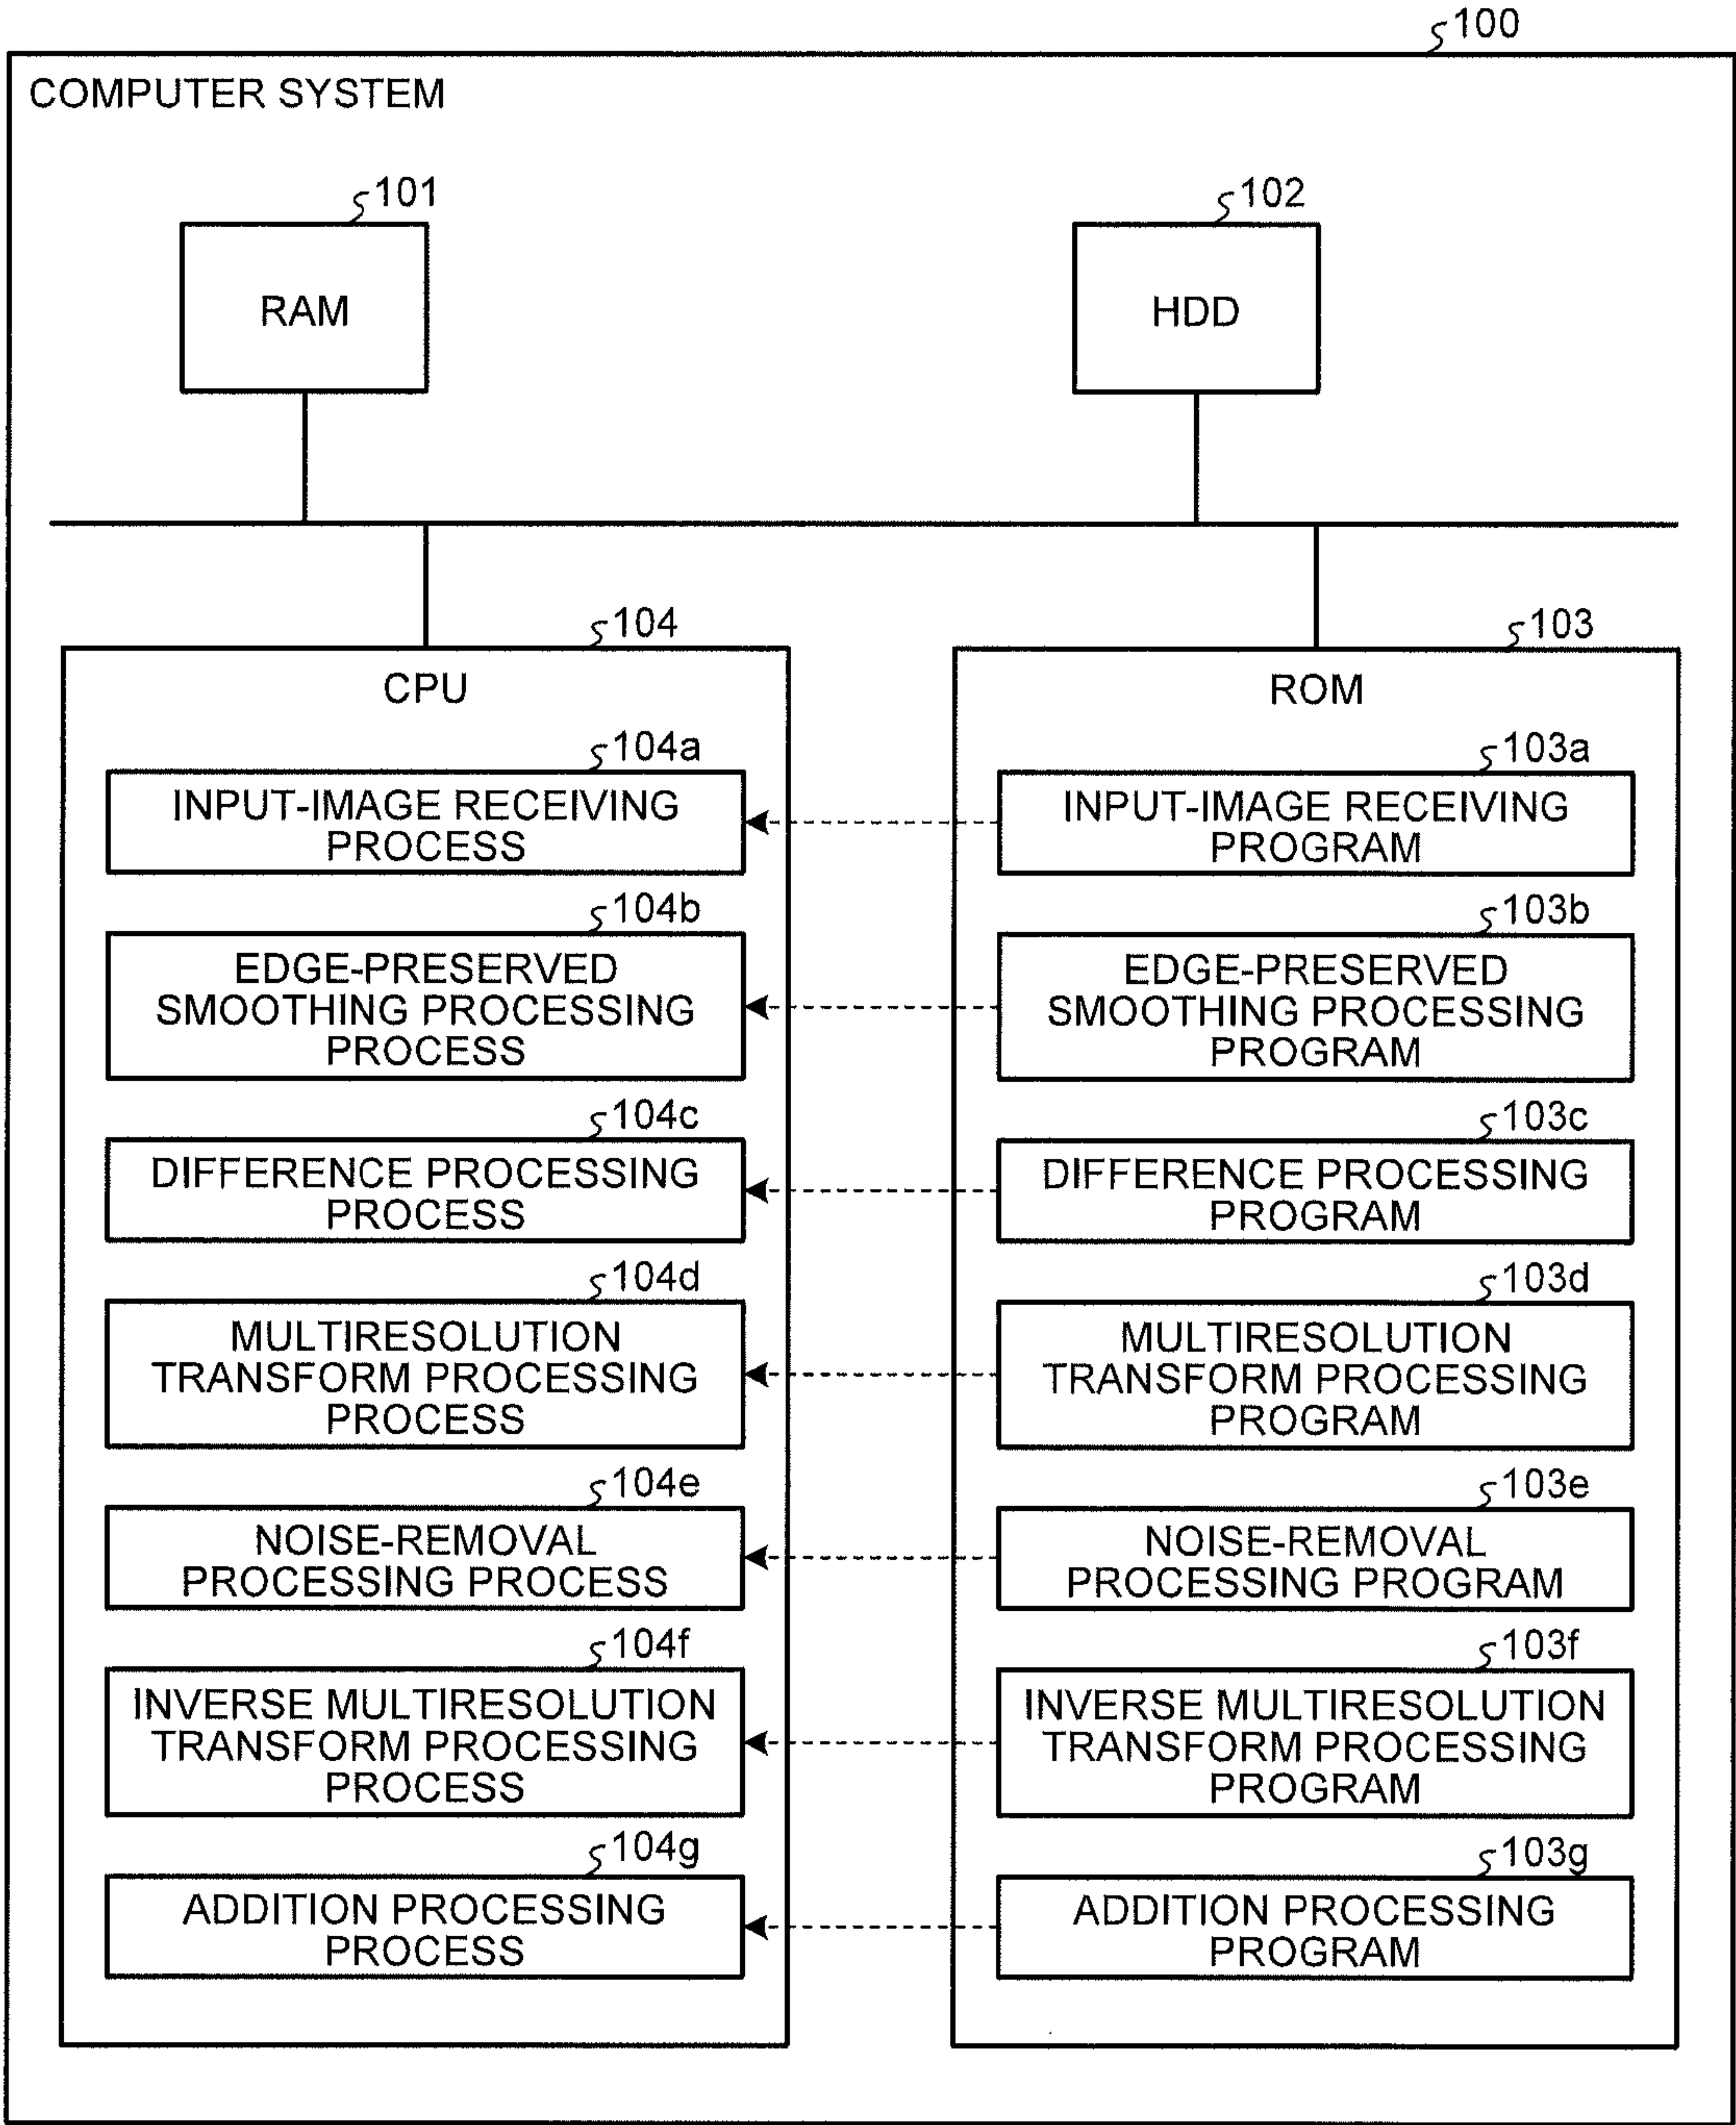 100
COMPUTER SYSTEM
101
RAM
102
HDD
104
CPU
104a
INPUT-IMAGE RECEIVING
PROCESS
104b
EDGE-PRESERVED
SMOOTHING PROCESSING
PROCESS
104c
DIFFERENCE PROCESSING
PROCESS
104d
MULTIRESOLUTION
TRANSFORM PROCESSING
PROCESS
104e
NOISE-REMOVAL
PROCESSING PROCESS
104f
INVERSE MULTIRESOLUTION
TRANSFORM PROCESSING
PROCESS
104g
ADDITION PROCESSING
PROCESS
103
ROM
103a
INPUT-IMAGE RECEIVING
PROGRAM
103b
EDGE-PRESERVED
SMOOTHING PROCESSING
PROGRAM
103c
DIFFERENCE PROCESSING
PROGRAM
103d
MULTIRESOLUTION
TRANSFORM PROCESSING
PROGRAM
103e
NOISE-REMOVAL
PROCESSING PROGRAM
103f
INVERSE MULTIRESOLUTION
TRANSFORM PROCESSING
PROGRAM
103g
ADDITION PROCESSING
PROGRAM